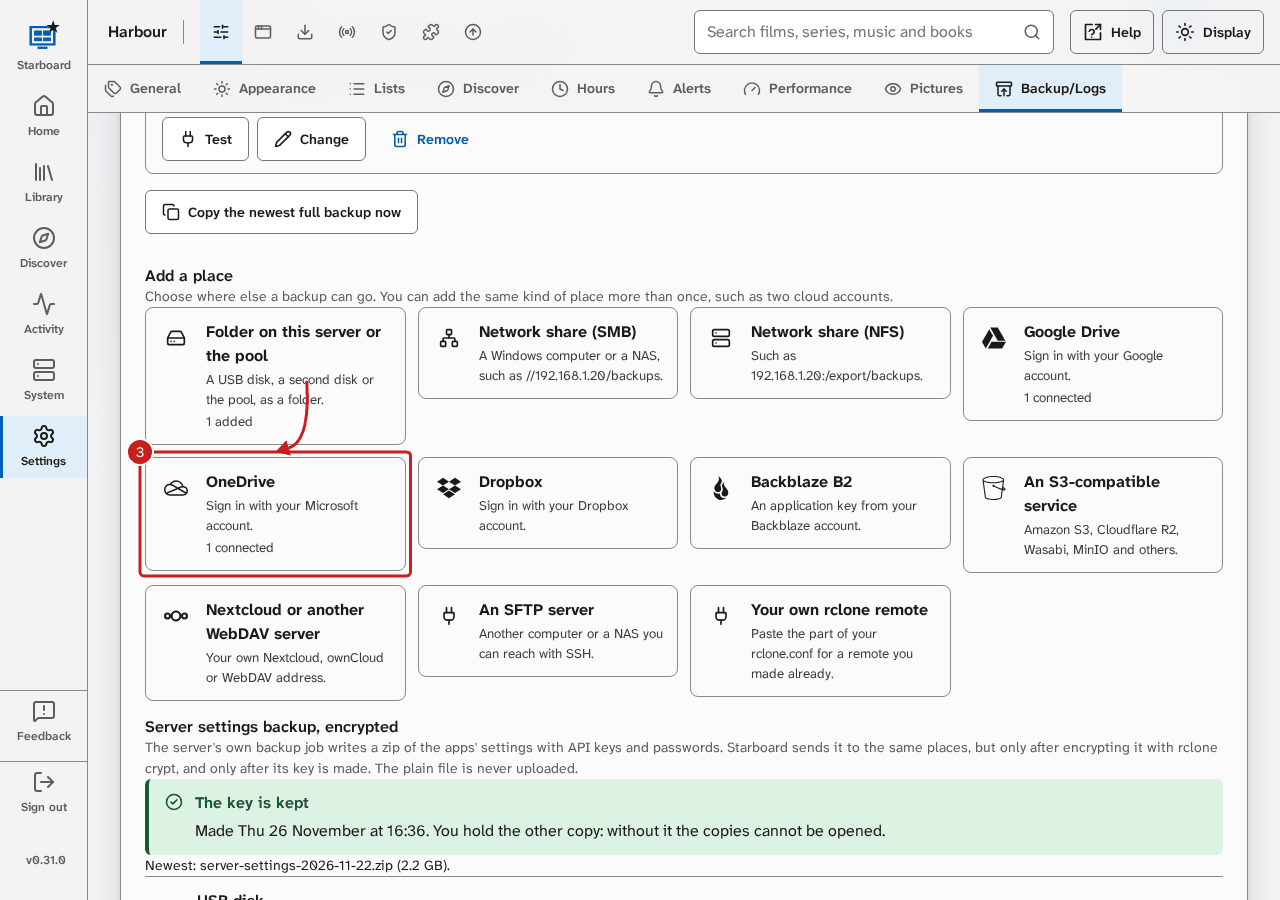 Starboard
Home
Library
Discover
Activity
System
Settings
Feedback
Sign out
v0.31.0
Harbour
Search films, series, music and books
Help
Display
General
Appearance
Lists
Discover
Hours
Alerts
Performance
Pictures
Backup/Logs
Test
Change
Remove
Copy the newest full backup now
Add a place
Choose where else a backup can go. You can add the same kind of place more than once, such as two cloud accounts.
Folder on this server or
the pool
A USB disk, a second disk or
the pool, as a folder.
1 added
Network share (SMB)
A Windows computer or a NAS,
such as //192.168.1.20/backups.
Network share (NFS)
Such as
192.168.1.20:/export/backups.
Google Drive
Sign in with your Google
account.
1 connected
3
OneDrive
Sign in with your Microsoft
account.
1 connected
Dropbox
Sign in with your Dropbox
account.
Backblaze B2
An application key from your
Backblaze account.
An S3-compatible
service
Amazon S3, Cloudflare R2,
Wasabi, MinIO and others.
Nextcloud or another
WebDAV server
Your own Nextcloud, ownCloud
or WebDAV address.
An SFTP server
Another computer or a NAS you
can reach with SSH.
Your own rclone remote
Paste the part of your
rclone.conf for a remote you
made already.
Server settings backup, encrypted
The server's own backup job writes a zip of the apps' settings with API keys and passwords. Starboard sends it to the same places, but only after encrypting it with rclone
crypt, and only after its key is made. The plain file is never uploaded.
The key is kept
Made Thu 26 November at 16:36. You hold the other copy: without it the copies cannot be opened.
Newest: server-settings-2026-11-22.zip (2.2 GB).
USB disk